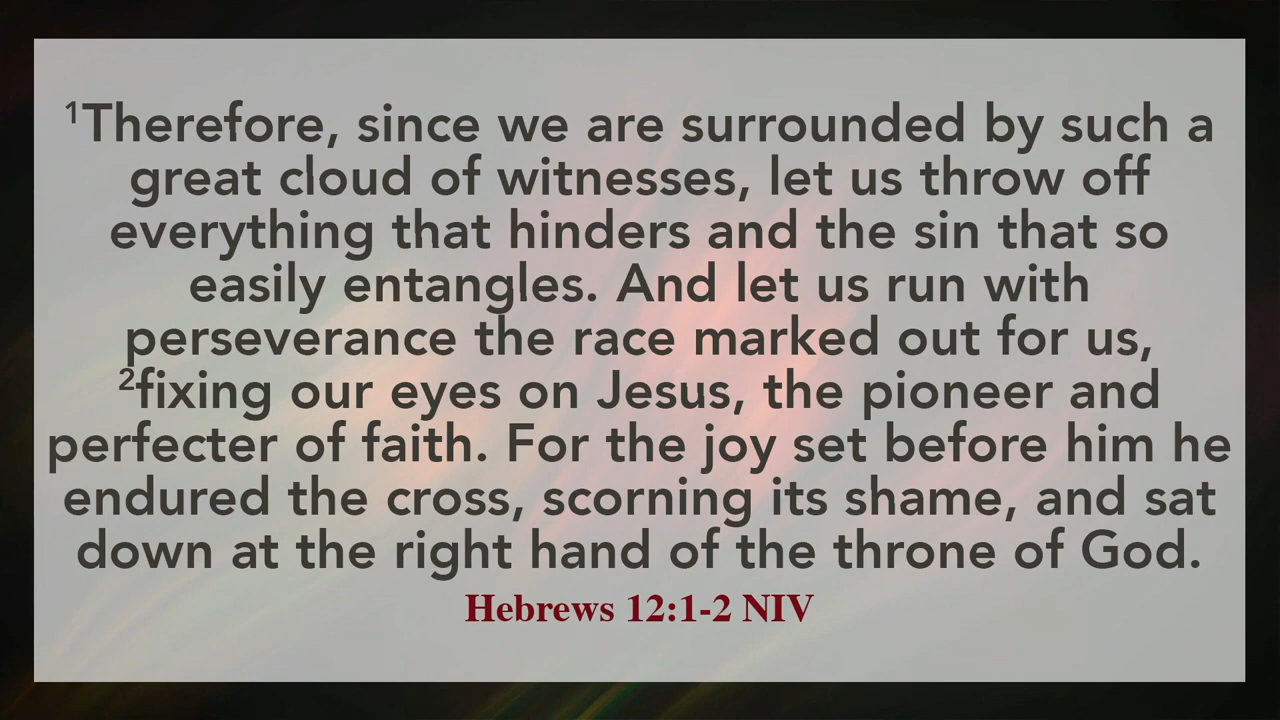 ¹Therefore, since we are surrounded by such a
great cloud of witnesses, let us throw off
everything that hinders and the sin that so
easily entangles. And let us run with
perseverance the race marked out for us,
²fixing our eyes on Jesus, the pioneer and
perfecter of faith. For the joy set before him he
endured the cross, scorning its shame, and sat
down at the right hand of the throne of God.
Hebrews 12:1-2 NIV